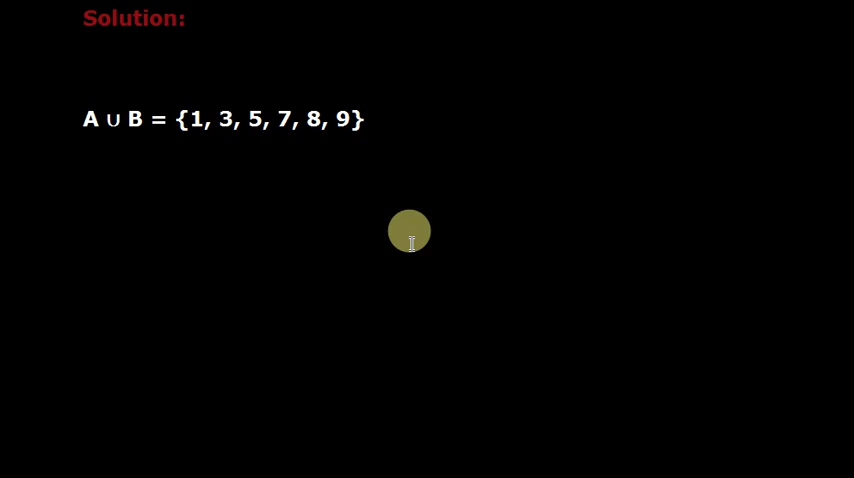 Solution:
A ∪ B = {1, 3, 5, 7, 8, 9}